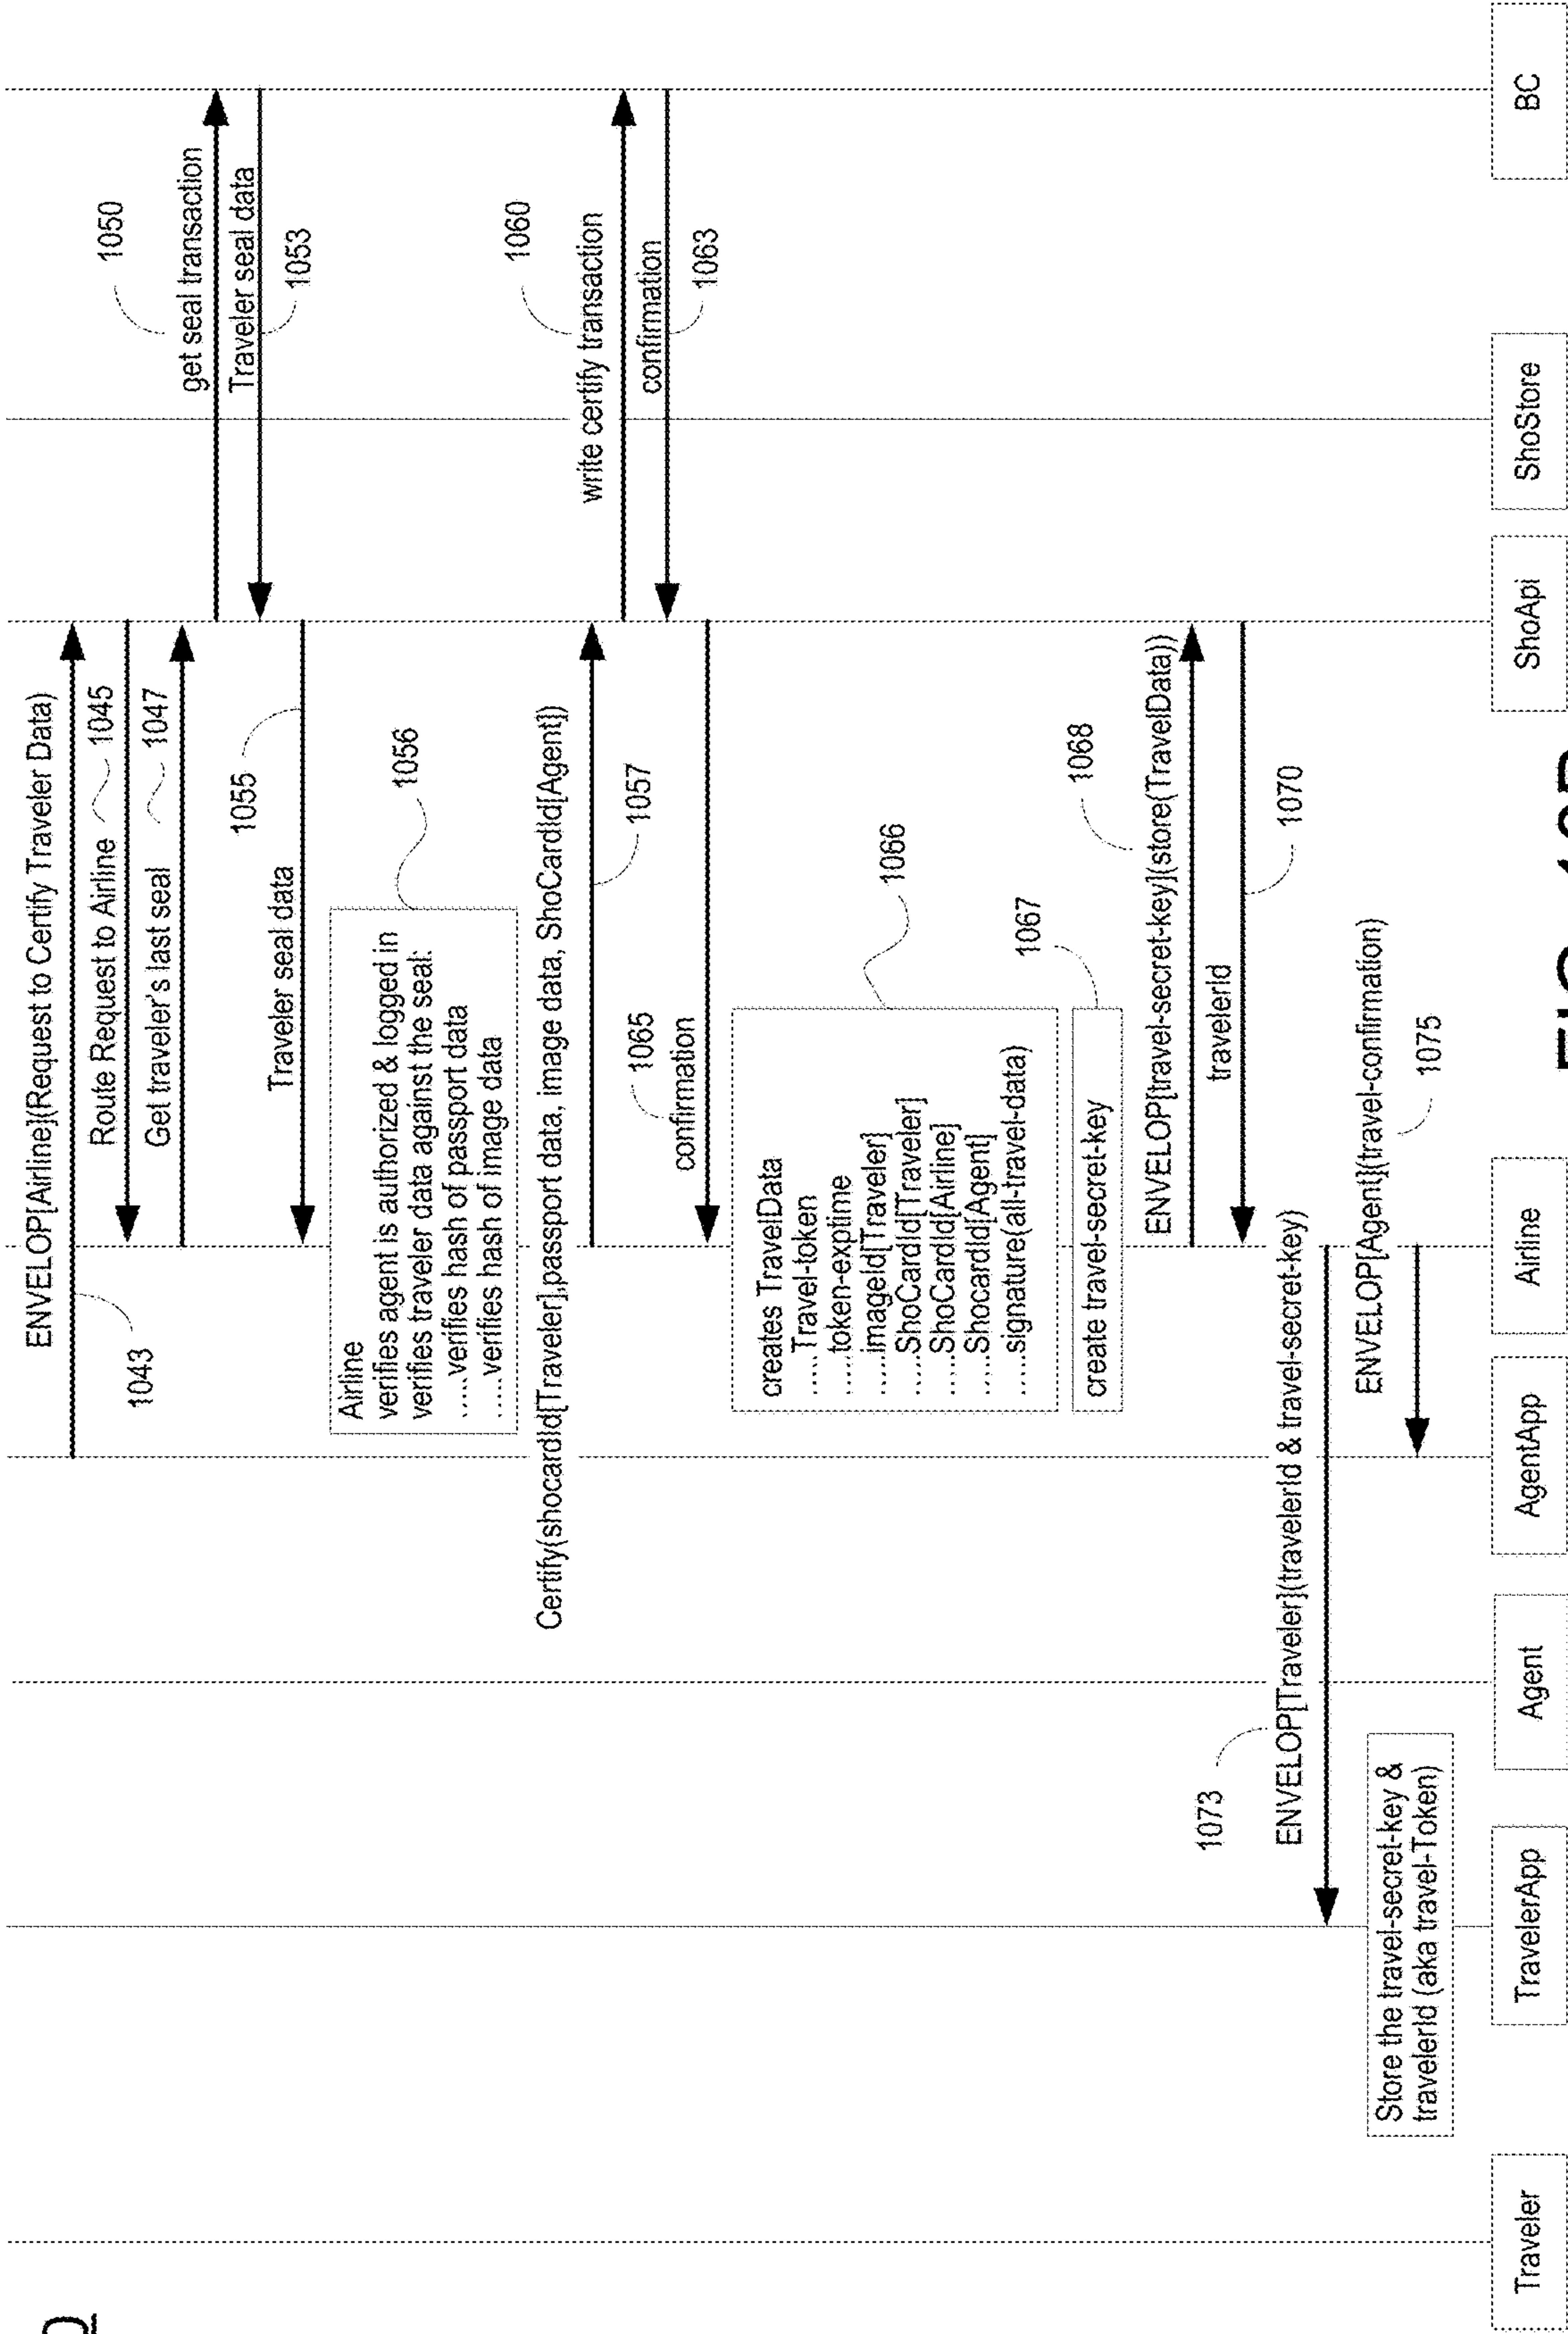 ENVELOP[Airline](Request to Certify Traveler Data)
1043
Route Request to Airline
1045
Get traveler's last seal
1047
1050
get seal transaction
Traveler seal data
1053
1055
Traveler seal data
Airline
verifies agent is authorized & logged in
verifies traveler data against the seal:
.....verifies hash of passport data
.....verifies hash of image data
1056
Certify(shocardId[Traveler],passport data, image data, ShoCardId[Agent])
1057
1060
write certify transaction
confirmation
1063
1065
confirmation
creates TravelData
.....Travel-token
.....token-exptime
.....imageId[Traveler]
.....ShoCardId[Traveler]
.....ShoCardId[Airline]
.....ShocardId[Agent]
.....signature(all-travel-data)
1066
create travel-secret-key
1067
1068
ENVELOP[travel-secret-key](store(TravelData))
travelerId
1070
1073
ENVELOP[Traveler](travelerId & travel-secret-key)
ENVELOP[Agent](travel-confirmation)
1075
Store the travel-secret-key &
travelerId (aka travel-Token)
Traveler
TravelerApp
Agent
AgentApp
Airline
ShoApi
ShoStore
BC